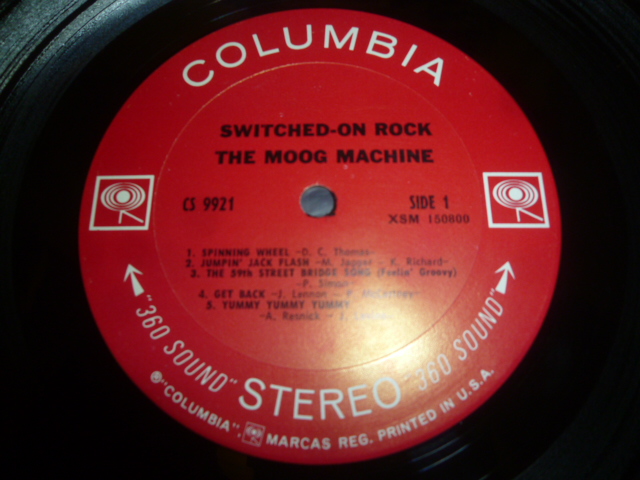 COLUMBIA
SWITCHED-ON ROCK
THE MOOG MACHINE
CS 9921
SIDE 1
XSM 150800
1. SPINNING WHEEL -D. C. Thomas-
2. JUMPIN' JACK FLASH -M. Jagger - K. Richard-
3. THE 59th STREET BRIDGE SONG (Feelin' Groovy)
-P. Simon-
4. GET BACK -J. Lennon - P. McCartney-
5. YUMMY YUMMY YUMMY
-A. Resnick - J.
"360 SOUND" STEREO "360 SOUND"
℗ "COLUMBIA", MARCAS REG. PRINTED IN U.S.A.